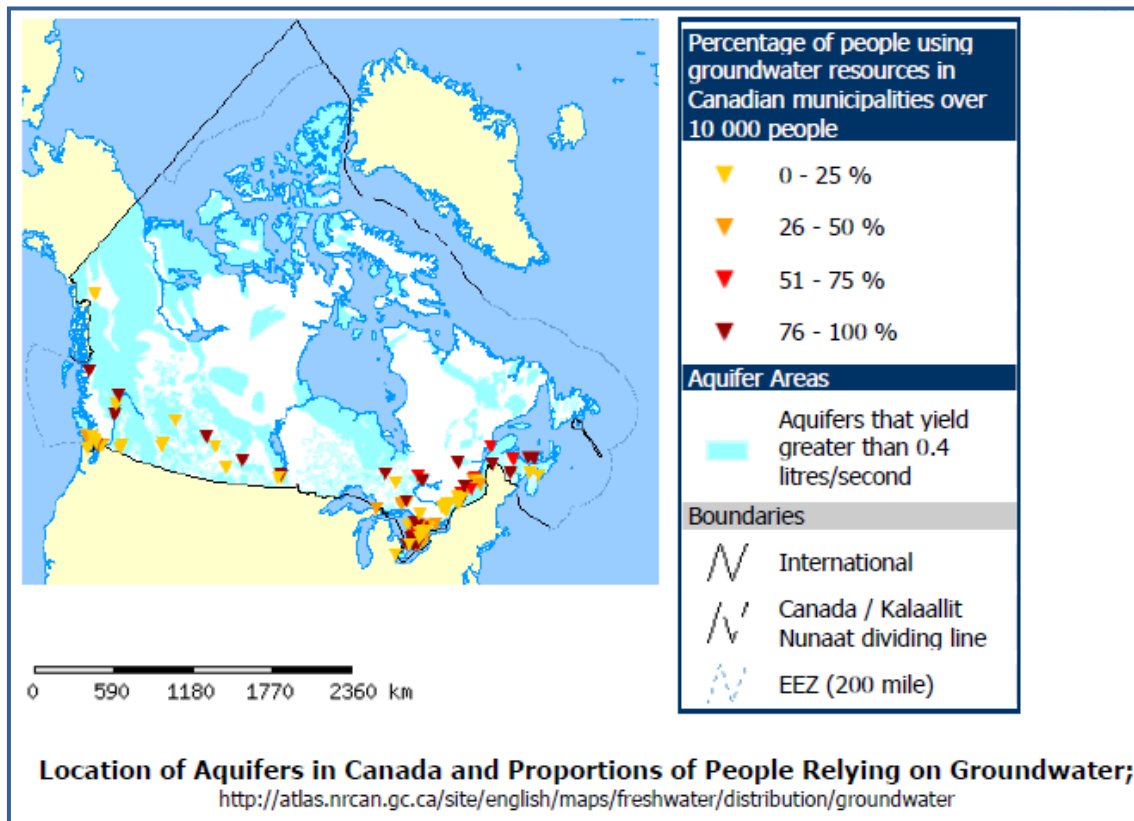 Percentage of people using
groundwater resources in
Canadian municipalities over
10 000 people
0 - 25 %
26 - 50 %
51 - 75 %
76 - 100 %
Aquifer Areas
Aquifers that yield
greater than 0.4
litres/second
Boundaries
International
Canada / Kalaallit
Nunaat dividing line
EEZ (200 mile)
0 590 1180 1770 2360 km
Location of Aquifers in Canada and Proportions of People Relying on Groundwater;
http://atlas.nrcan.gc.ca/site/english/maps/freshwater/distribution/groundwater